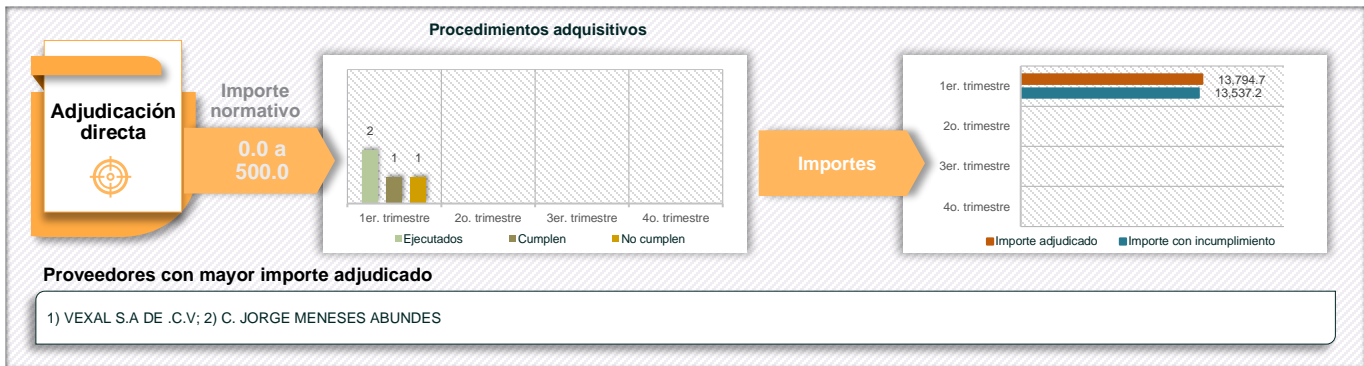 Procedimientos adquisitivos
Adjudicación
directa
Importe
normativo
0.0 a
500.0
2
1
1
1er. trimestre
2o. trimestre
3er. trimestre
4o. trimestre
Ejecutados
Cumplen
No cumplen
Importes
1er. trimestre
13,794.7
13,537.2
2o. trimestre
3er. trimestre
4o. trimestre
Importe adjudicado
Importe con incumplimiento
Proveedores con mayor importe adjudicado
1) VEXAL S.A DE .C.V; 2) C. JORGE MENESES ABUNDES